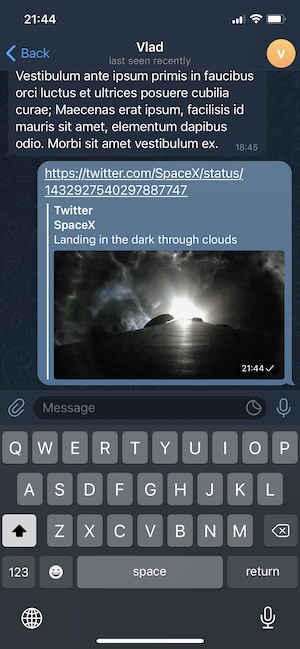 21:44
Back
Vlad
last seen recently
V
Vestibulum ante ipsum primis in faucibus
orci luctus et ultrices posuere cubilia
curae; Maecenas erat ipsum, facilisis id
mauris sit amet, elementum dapibus
odio. Morbi sit amet vestibulum ex.
18:45
https://twitter.com/SpaceX/status/
1432927540297887747
Twitter
SpaceX
Landing in the dark through clouds
21:44
Message
Q W E R T Y U I O P
A S D F G H J K L
Z X C V B N M
123 space return